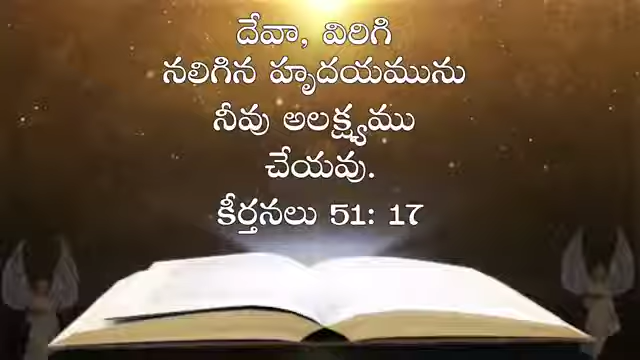 దేవా, విరిగి
నలిగిన హృదయమును
నీవు అలక్ష్యము
చేయవు.
కీర్తనలు 51: 17